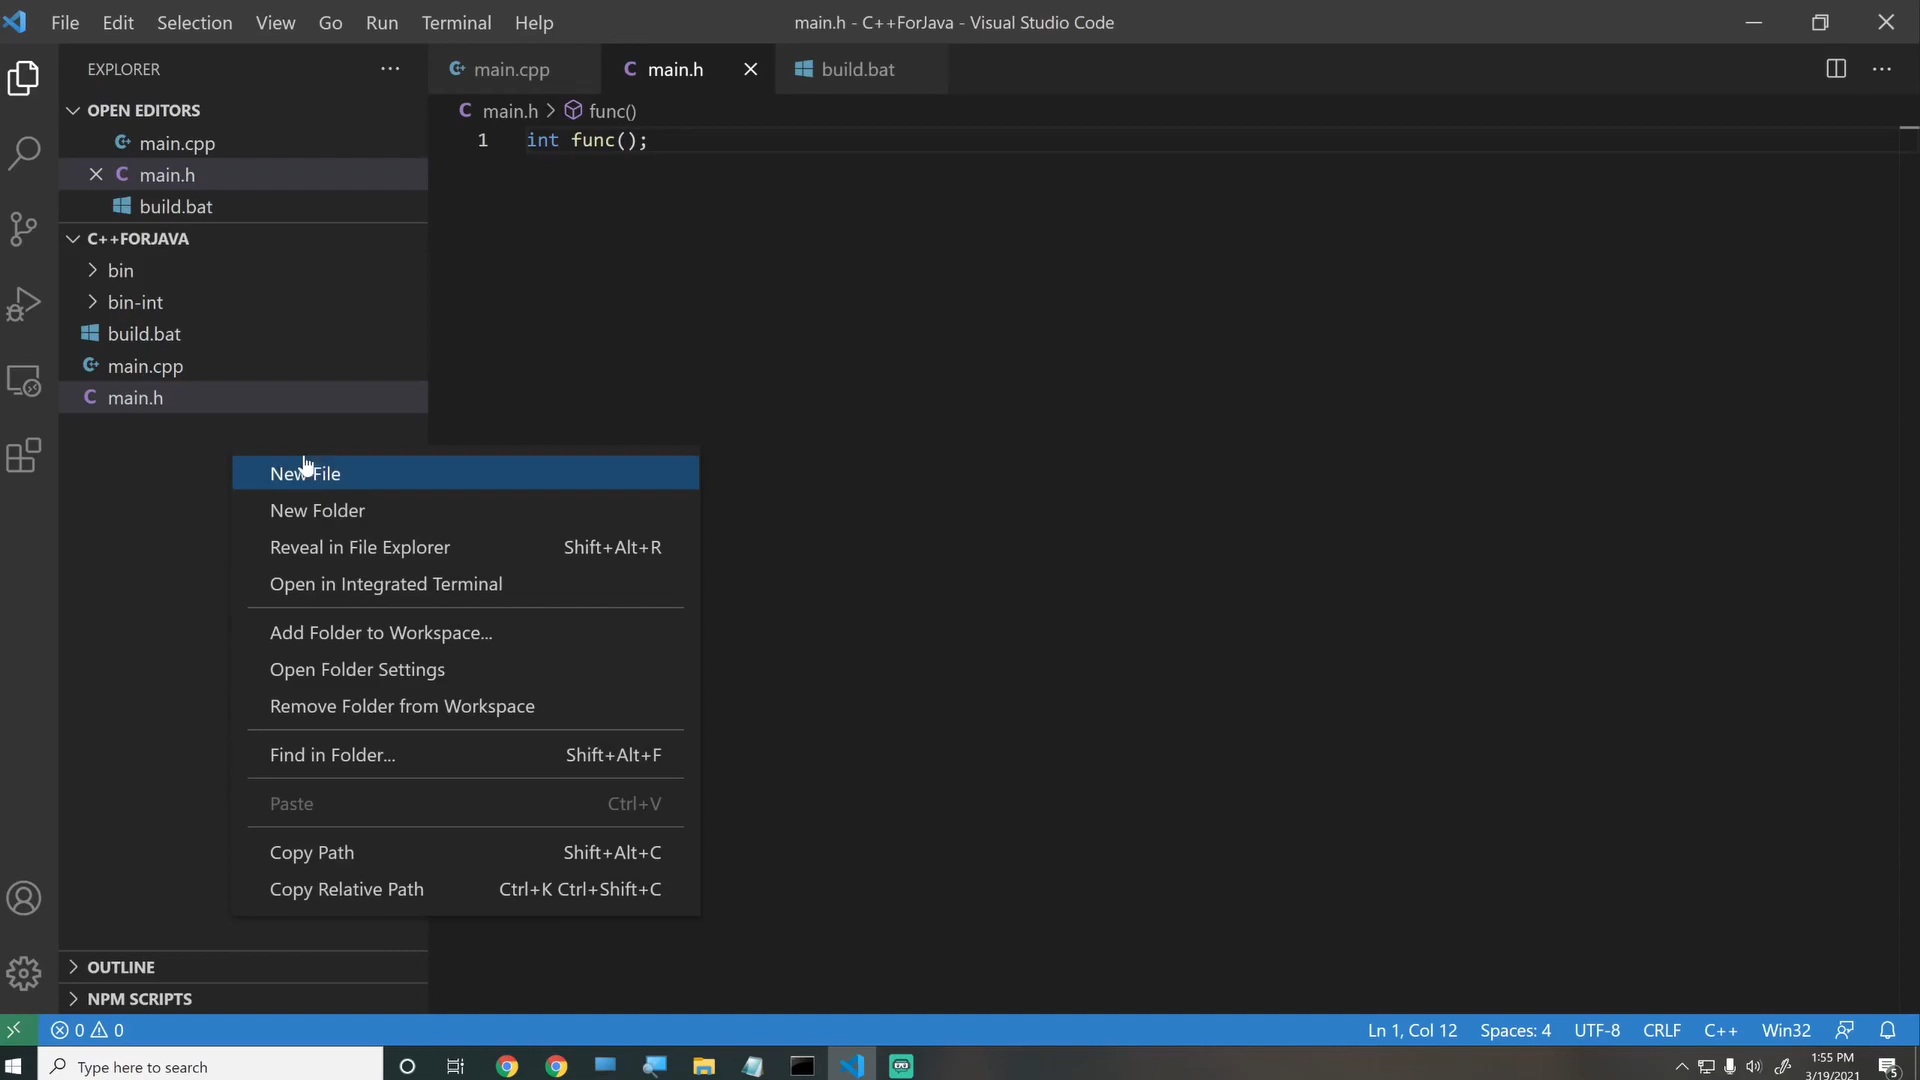 File Edit Selection View Go Run Terminal Help main.h - C++ForJava - Visual Studio Code
EXPLORER
main.cpp main.h build.bat
OPEN EDITORS
main.h > func()
main.cpp
1 int func();
main.h
build.bat
C++FORJAVA
bin
bin-int
build.bat
main.cpp
main.h
New File
New Folder
Reveal in File Explorer Shift+Alt+R
Open in Integrated Terminal
Add Folder to Workspace...
Open Folder Settings
Remove Folder from Workspace
Find in Folder... Shift+Alt+F
Paste Ctrl+V
Copy Path Shift+Alt+C
Copy Relative Path Ctrl+K Ctrl+Shift+C
OUTLINE
NPM SCRIPTS
0 0 Ln 1, Col 12 Spaces: 4 UTF-8 CRLF C++ Win32
Type here to search
1:55 PM
3/19/2021
5